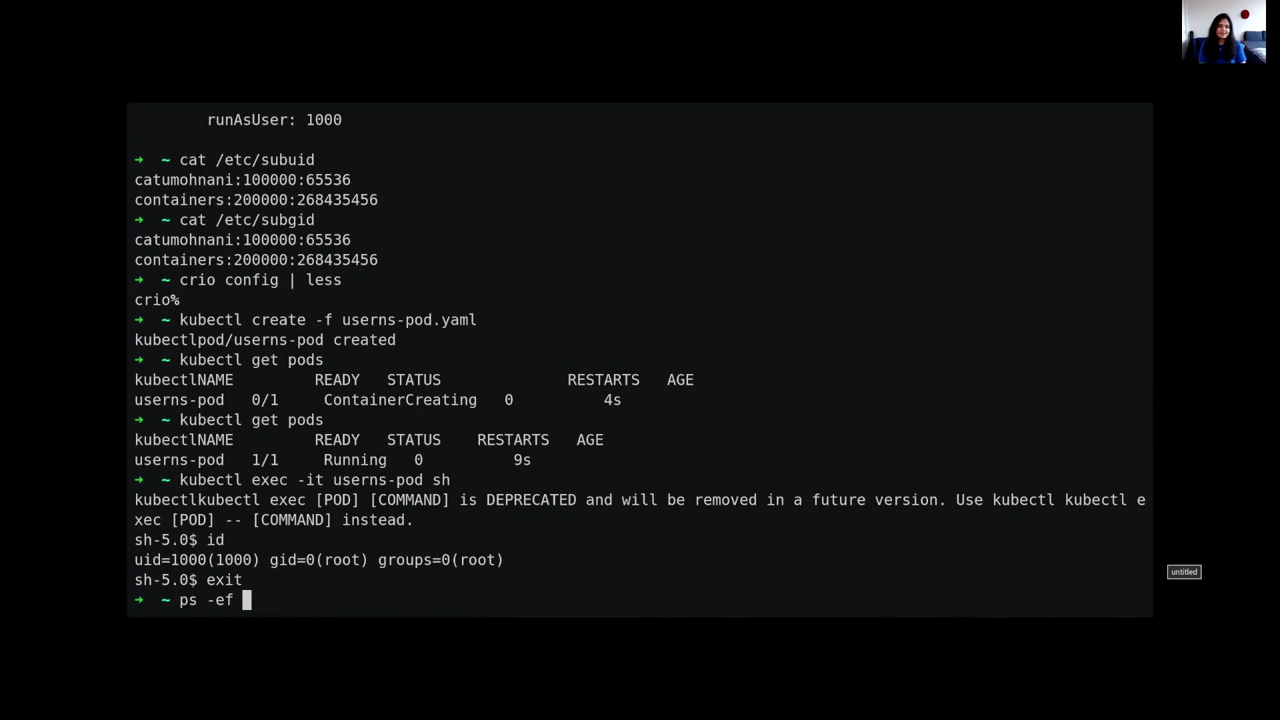 runAsUser: 1000
➜ ~ cat /etc/subuid
catumohnani:100000:65536
containers:200000:268435456
➜ ~ cat /etc/subgid
catumohnani:100000:65536
containers:200000:268435456
➜ ~ crio config | less
crio%
➜ ~ kubectl create -f userns-pod.yaml
kubectlpod/userns-pod created
➜ ~ kubectl get pods
kubectlNAME READY STATUS RESTARTS AGE
userns-pod 0/1 ContainerCreating 0 4s
➜ ~ kubectl get pods
kubectlNAME READY STATUS RESTARTS AGE
userns-pod 1/1 Running 0 9s
➜ ~ kubectl exec -it userns-pod sh
kubectlkubectl exec [POD] [COMMAND] is DEPRECATED and will be removed in a future version. Use kubectl kubectl e
xec [POD] -- [COMMAND] instead.
sh-5.0$ id
uid=1000(1000) gid=0(root) groups=0(root)
sh-5.0$ exit
➜ ~ ps -ef
untitled